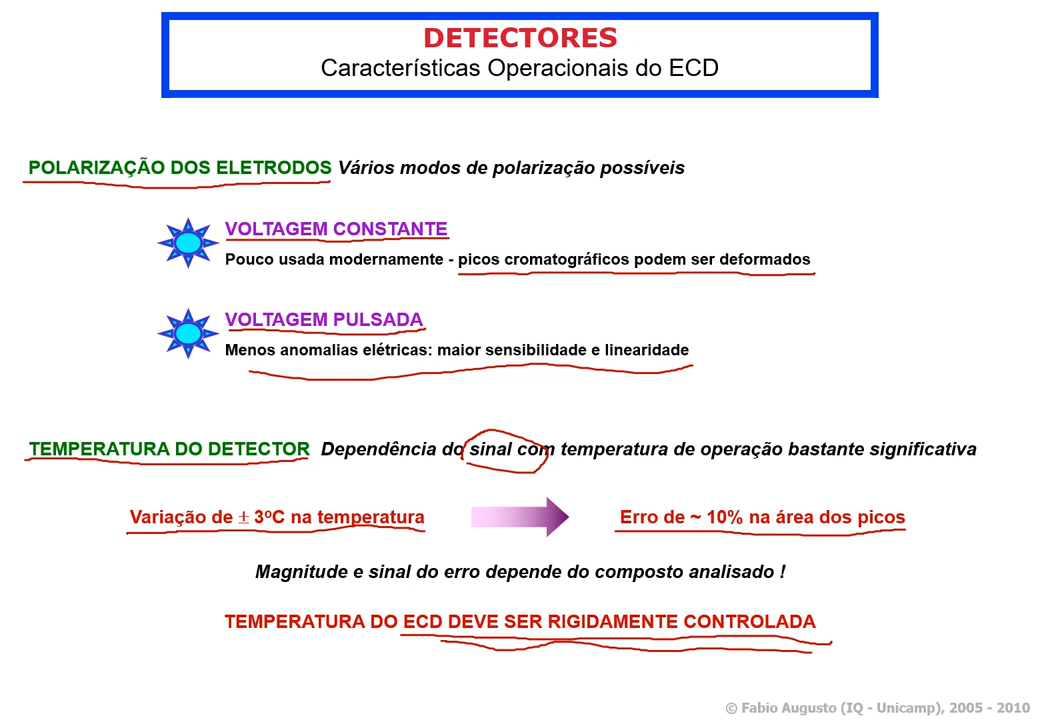 DETECTORES
Características Operacionais do ECD
POLARIZAÇÃO DOS ELETRODOS Vários modos de polarização possíveis
VOLTAGEM CONSTANTE
Pouco usada modernamente - picos cromatográficos podem ser deformados
VOLTAGEM PULSADA
Menos anomalias elétricas: maior sensibilidade e linearidade
TEMPERATURA DO DETECTOR Dependência do sinal com temperatura de operação bastante significativa
Variação de ± 3ºC na temperatura
Erro de ~ 10% na área dos picos
Magnitude e sinal do erro depende do composto analisado !
TEMPERATURA DO ECD DEVE SER RIGIDAMENTE CONTROLADA
© Fabio Augusto (IQ - Unicamp), 2005 - 2010